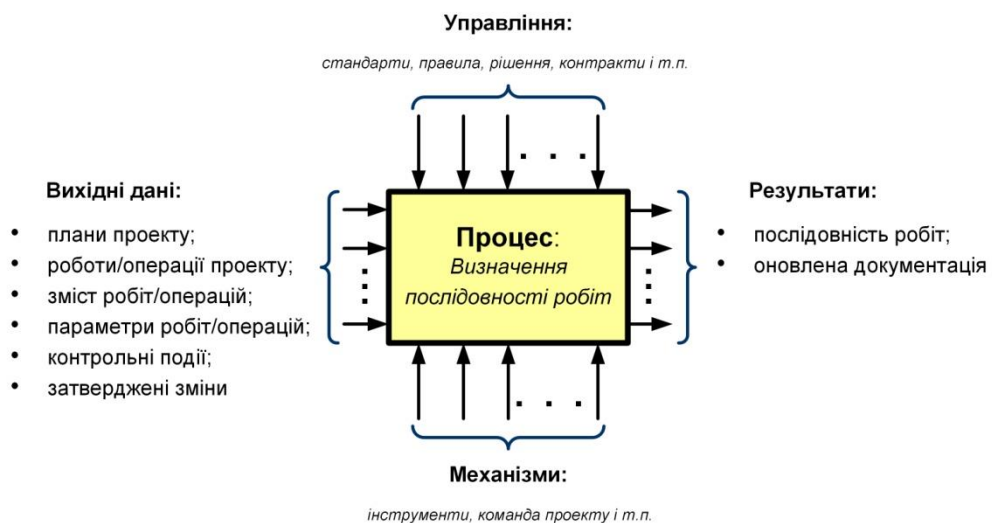 Управління:
стандарти, правила, рішення, контракти і т.п.
Вихідні дані:
• плани проекту;
• роботи/операції проекту;
• зміст робіт/операцій;
• параметри робіт/операцій;
• контрольні події;
• затверджені зміни
Процес:
Визначення
послідовності робіт
Результати:
• послідовність робіт;
• оновлена документація
Механізми:
інструменти, команда проекту і т.п.